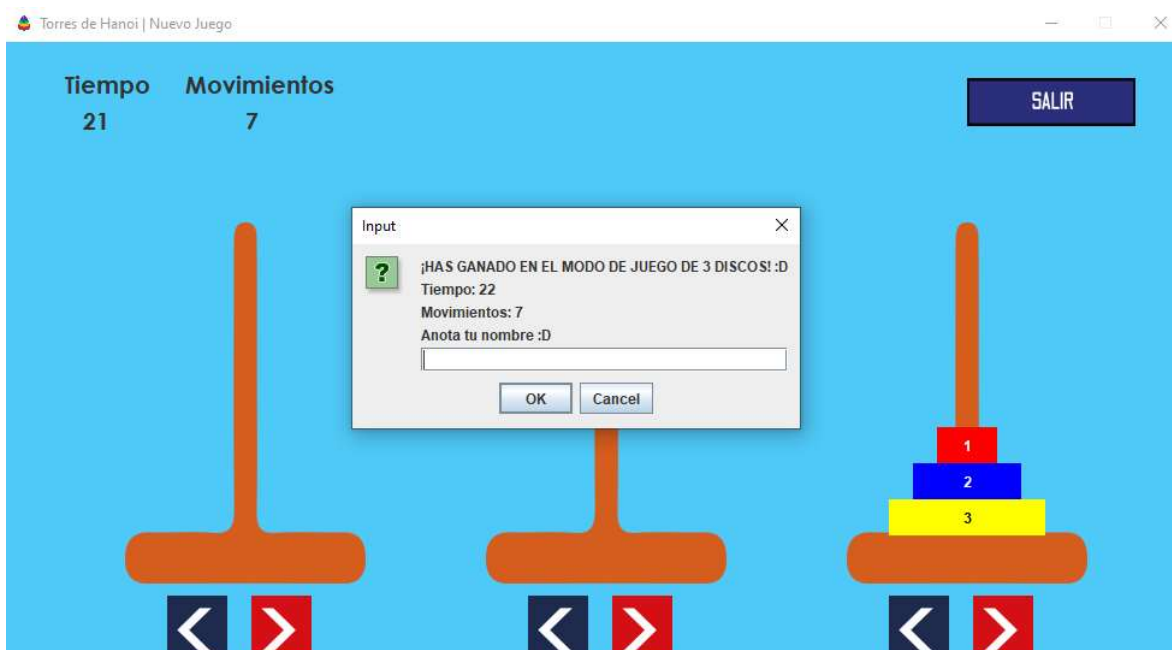 Torres de Hanoi | Nuevo Juego
Tiempo Movimientos
21 7
SALIR
Input
¡HAS GANADO EN EL MODO DE JUEGO DE 3 DISCOS! :D
Tiempo: 22
Movimientos: 7
Anota tu nombre :D
OK Cancel
1
2
3